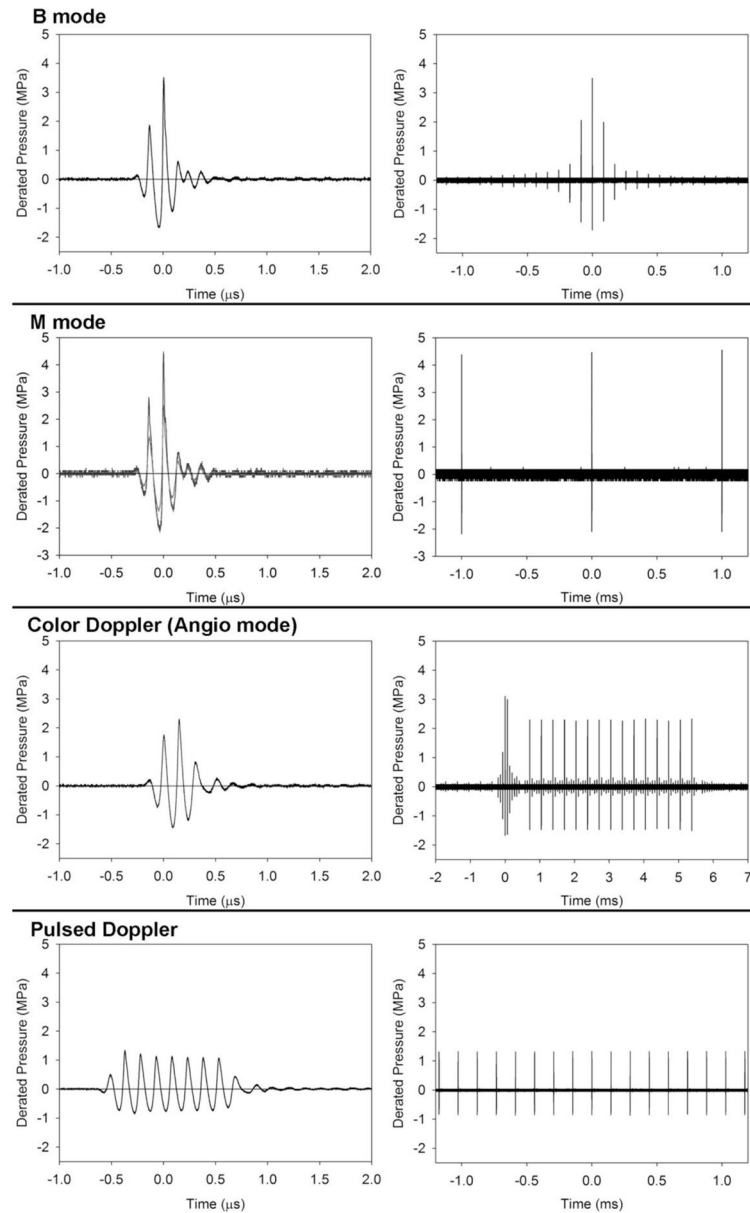 B mode
5
4
3
2
1
0
-1
-2
Derated Pressure (MPa)
-1.0 -0.5 0.0 0.5 1.0 1.5 2.0
Time (μs)
5
4
3
2
1
0
-1
-2
Derated Pressure (MPa)
-1.0 -0.5 0.0 0.5 1.0
Time (ms)
M mode
5
4
3
2
1
0
-1
-2
-3
Derated Pressure (MPa)
-1.0 -0.5 0.0 0.5 1.0 1.5 2.0
Time (μs)
5
4
3
2
1
0
-1
-2
-3
Derated Pressure (MPa)
-1.0 -0.5 0.0 0.5 1.0
Time (ms)
Color Doppler (Angio mode)
5
4
3
2
1
0
-1
-2
Derated Pressure (MPa)
-1.0 -0.5 0.0 0.5 1.0 1.5 2.0
Time (μs)
5
4
3
2
1
0
-1
-2
Derated Pressure (MPa)
-2 -1 0 1 2 3 4 5 6 7
Time (ms)
Pulsed Doppler
5
4
3
2
1
0
-1
-2
Derated Pressure (MPa)
-1.0 -0.5 0.0 0.5 1.0 1.5 2.0
Time (μs)
5
4
3
2
1
0
-1
-2
Derated Pressure (MPa)
-1.0 -0.5 0.0 0.5 1.0
Time (ms)